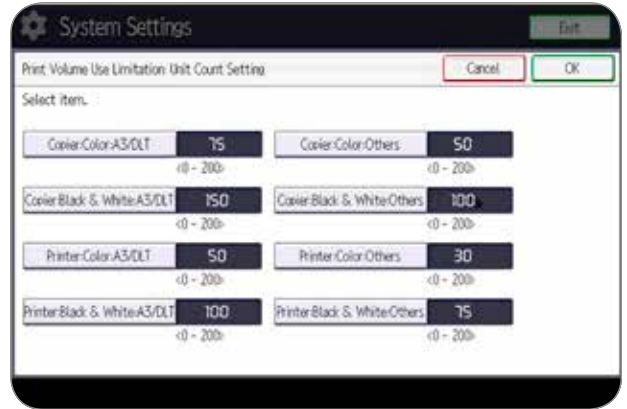 System Settings Exit
Print Volume Use Limitation Unit Count Setting Cancel OK
Select item.
Copier:Color:A3/DLT 75 Copier:Color:Others 50
<0 - 200> <0 - 200>
Copier:Black & White:A3/DLT 150 Copier:Black & White:Others 100
<0 - 200> <0 - 200>
Printer:Color:A3/DLT 50 Printer:Color:Others 30
<0 - 200> <0 - 200>
Printer:Black & White:A3/DLT 100 Printer:Black & White:Others 75
<0 - 200> <0 - 200>